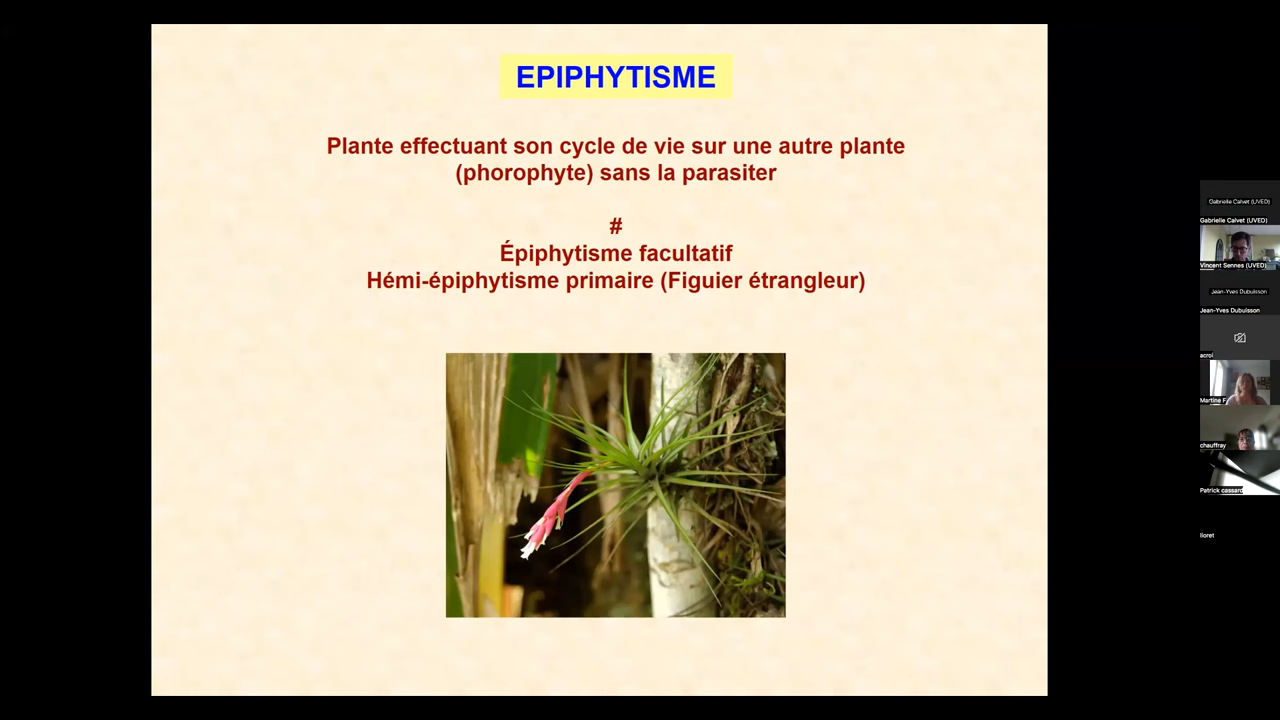 EPIPHYTISME
Plante effectuant son cycle de vie sur une autre plante
(phorophyte) sans la parasiter
#
Épiphytisme facultatif
Hémi-épiphytisme primaire (Figuier étrangleur)
Gabrielle Calvet (UVED)
Gabrielle Calvet (UVED)
Vincent Sennes (UVED)
Jean-Yves Dubuisson
Jean-Yves Dubuisson
acroi
Martine F
chauffray
Patrick cassard
lloret